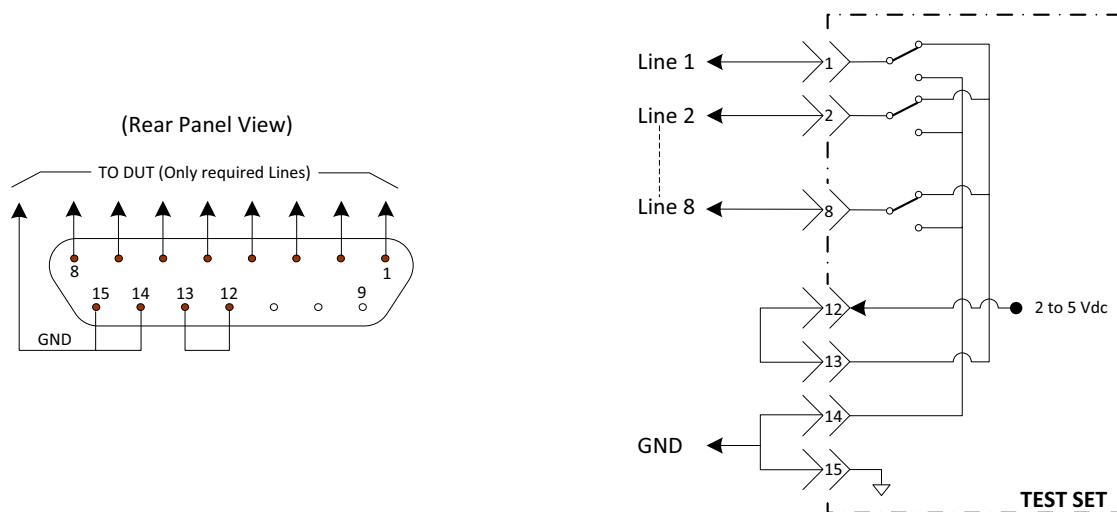 (Rear Panel View)
TO DUT (Only required Lines)
8
1
15
14
13
12
9
GND
Line 1
1
Line 2
2
Line 8
8
12
2 to 5 Vdc
13
14
GND
15
TEST SET